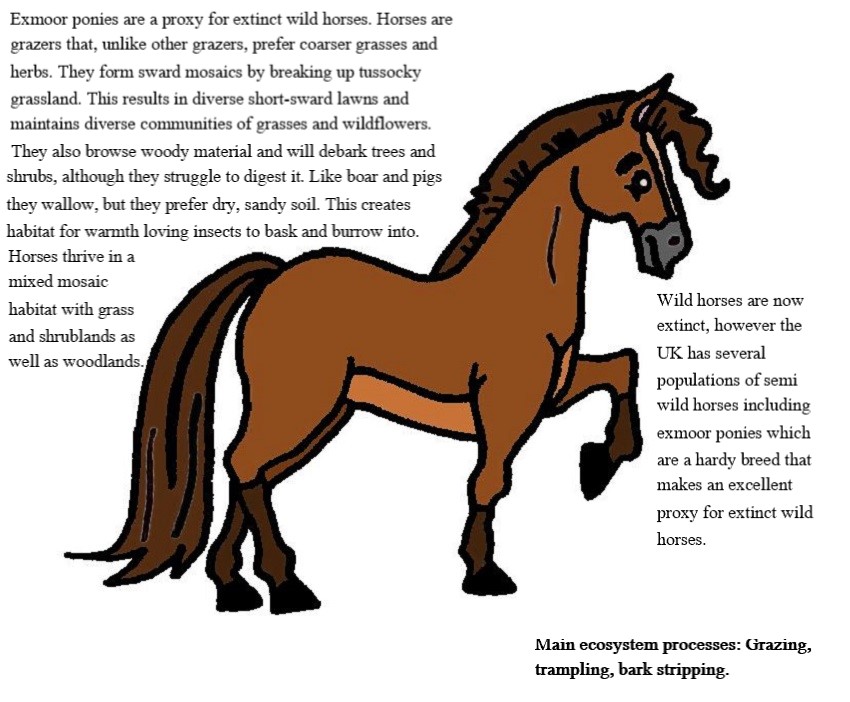 Exmoor ponies are a proxy for extinct wild horses. Horses are
grazers that, unlike other grazers, prefer coarser grasses and
herbs. They form sward mosaics by breaking up tussocky
grassland. This results in diverse short-sward lawns and
maintains diverse communities of grasses and wildflowers.
They also browse woody material and will debark trees and
shrubs, although they struggle to digest it. Like boar and pigs
they wallow, but they prefer dry, sandy soil. This creates
habitat for warmth loving insects to bask and burrow into.
Horses thrive in a
mixed mosaic
habitat with grass
and shrublands as
well as woodlands.
Wild horses are now
extinct, however the
UK has several
populations of semi
wild horses including
exmoor ponies which
are a hardy breed that
makes an excellent
proxy for extinct wild
horses.
Main ecosystem processes: Grazing,
trampling, bark stripping.